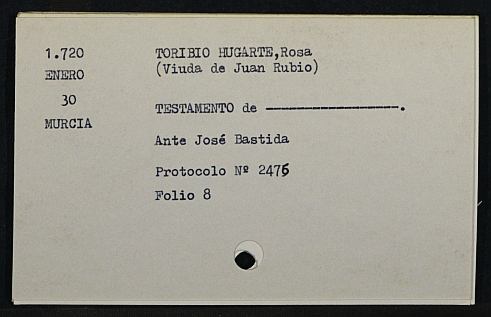 1.720
ENERO
30
MURCIA
TORIBIO HUGARTE,Rosa
(Viuda de Juan Rubio)
TESTAMENTO de --------------------.
Ante José Bastida
Protocolo Nº 2475
Folio 8